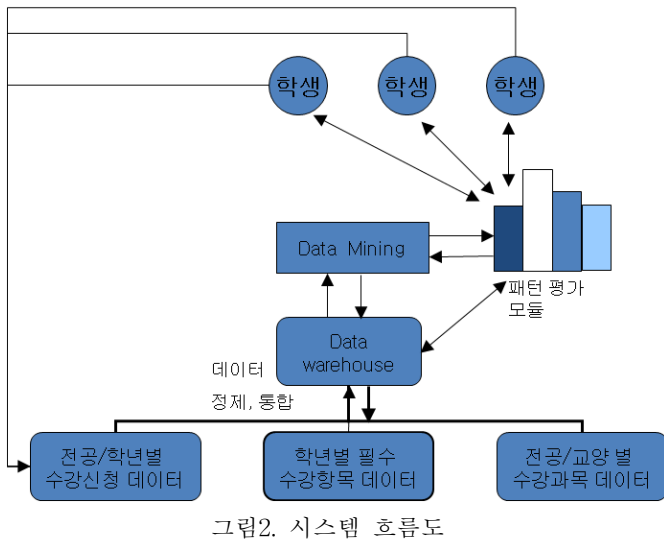 학생
학생
학생
Data Mining
패턴 평가
모듈
Data
warehouse
데이터
정제, 통합
전공/학년별
수강신청 데이터
학년별 필수
수강항목 데이터
전공/교양 별
수강과목 데이터
그림2. 시스템 흐름도